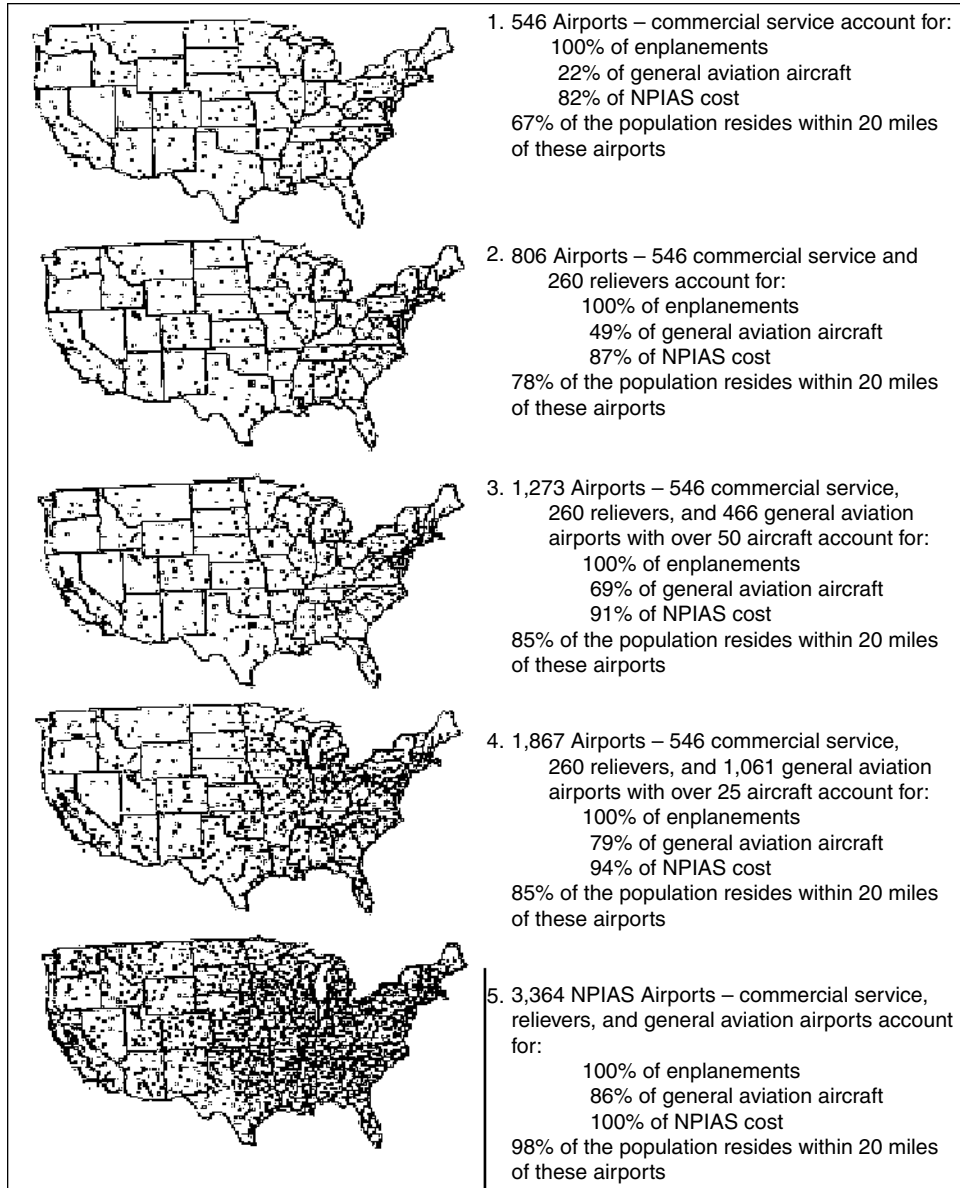 1. 546 Airports – commercial service account for:
100% of enplanements
22% of general aviation aircraft
82% of NPIAS cost
67% of the population resides within 20 miles
of these airports
2. 806 Airports – 546 commercial service and
260 relievers account for:
100% of enplanements
49% of general aviation aircraft
87% of NPIAS cost
78% of the population resides within 20 miles
of these airports
3. 1,273 Airports – 546 commercial service,
260 relievers, and 466 general aviation
airports with over 50 aircraft account for:
100% of enplanements
69% of general aviation aircraft
91% of NPIAS cost
85% of the population resides within 20 miles
of these airports
4. 1,867 Airports – 546 commercial service,
260 relievers, and 1,061 general aviation
airports with over 25 aircraft account for:
100% of enplanements
79% of general aviation aircraft
94% of NPIAS cost
85% of the population resides within 20 miles
of these airports
5. 3,364 NPIAS Airports – commercial service,
relievers, and general aviation airports account
for:
100% of enplanements
86% of general aviation aircraft
100% of NPIAS cost
98% of the population resides within 20 miles
of these airports